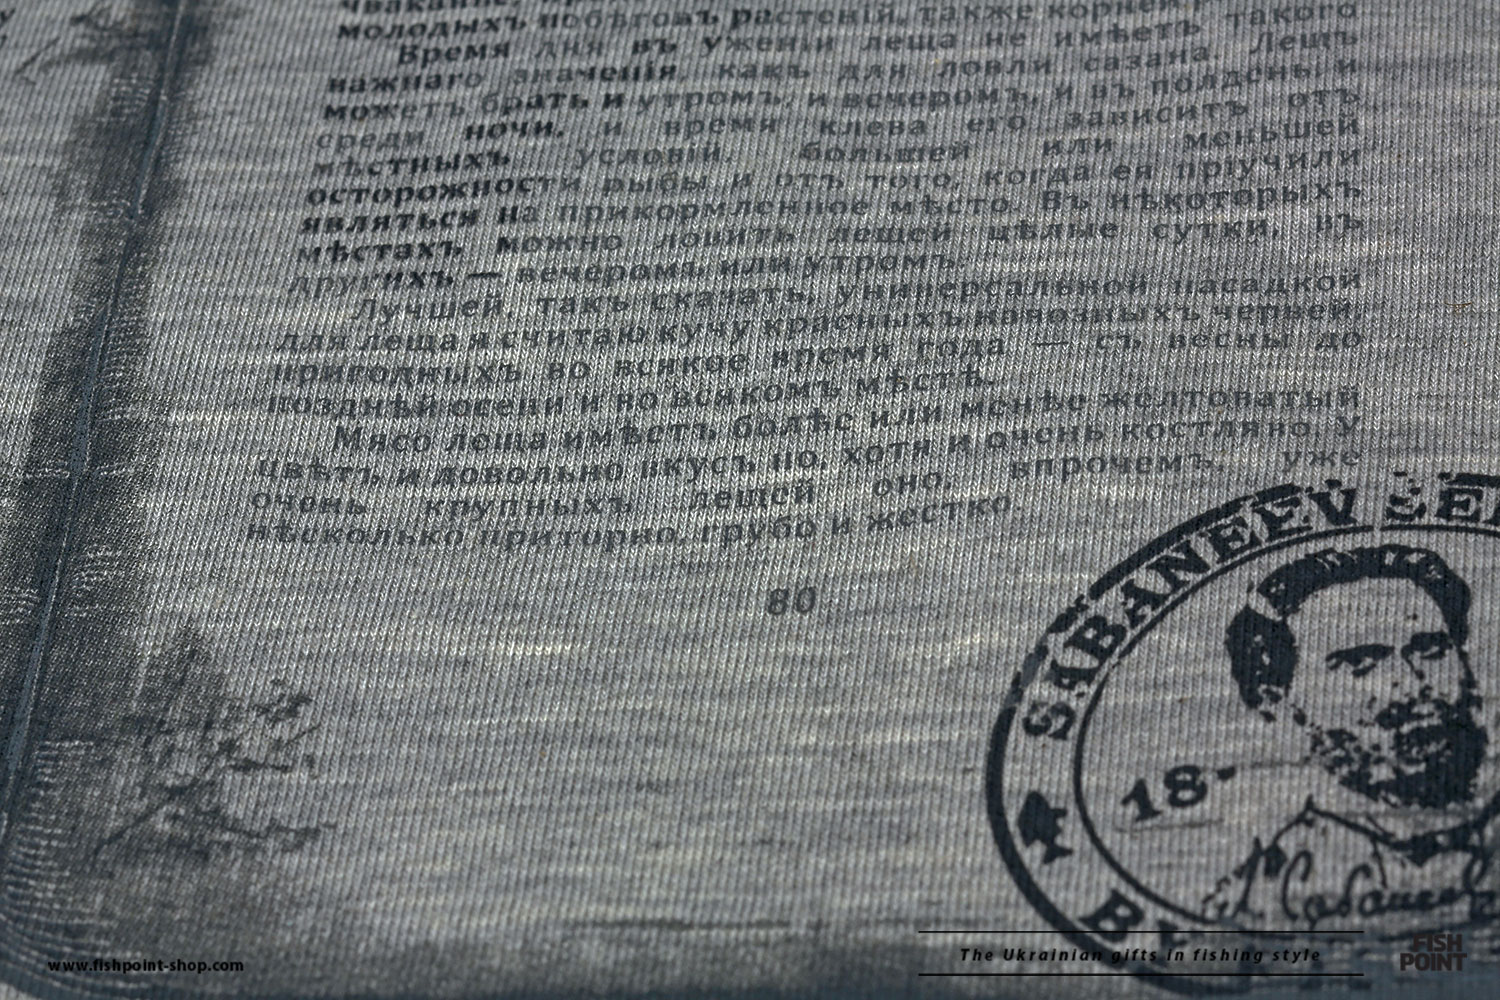 чвакание,
молодыхъ побѣговъ растеній, также корней
Время дня въ уженіи леща не имѣетъ такого
важнаго значенія, какъ для ловли сазана. Лещъ
можетъ брать и утромъ, и вечеромъ, и въ полдень, и
среди ночи, и время клева его зависитъ отъ
мѣстныхъ условій, большей или меньшей
осторожности рыбы и отъ того, когда ея пріучили
являться на прикормленное мѣсто. Въ нѣкоторыхъ
мѣстахъ, можно ловить лещей цѣлые сутки, въ
другихъ — вечеромъ или утромъ.
Лучшей, такъ сказать, универсальной насадкой
для леща я считаю кучу красныхъ навозныхъ червей,
пригодныхъ во всякое время года — съ весны до
поздней осени и во всякомъ мѣстѣ.
Мясо леща имѣетъ болѣе или менѣе желтоватый
цвѣтъ и довольно вкусъ но, хотя и очень костляво. У
очень крупныхъ лещей оно, впрочемъ, уже
нѣсколько приторно, грубо и жестко.
80
SABANEEV SE
18-
Л. Сабанеев
www.fishpoint-shop.com
The Ukrainian gifts in fishing style
FISH
POINT